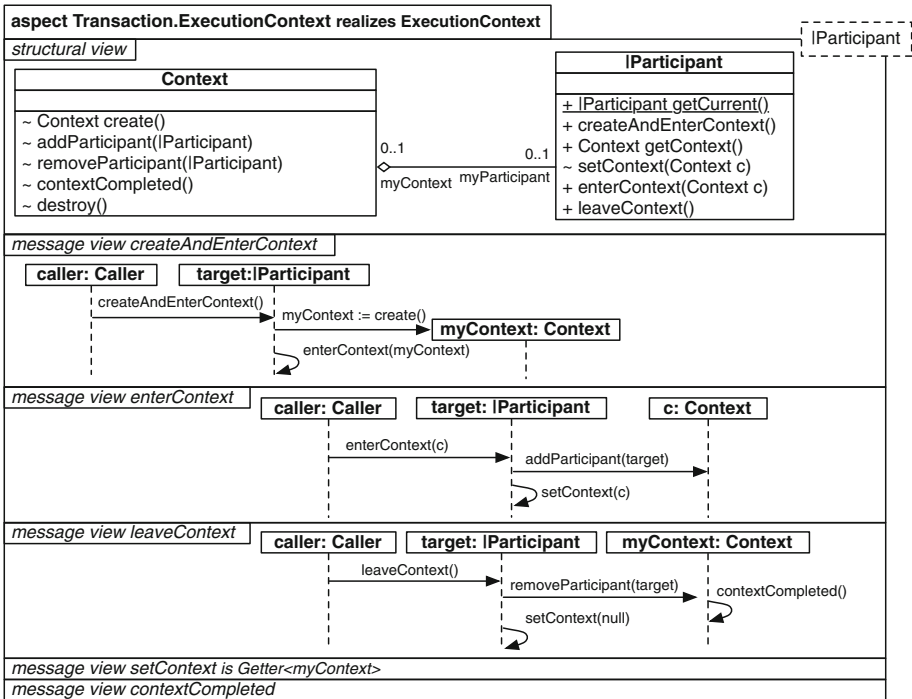 aspect Transaction.ExecutionContext realizes ExecutionContext
|Participant
structural view
Context
~ Context create()
~ addParticipant(|Participant)
~ removeParticipant(|Participant)
~ contextCompleted()
~ destroy()
0..1
myContext
0..1
myParticipant
|Participant
+ |Participant getCurrent()
+ createAndEnterContext()
+ Context getContext()
~ setContext(Context c)
+ enterContext(Context c)
+ leaveContext()
message view createAndEnterContext
caller: Caller
target:|Participant
createAndEnterContext()
myContext := create()
myContext: Context
enterContext(myContext)
message view enterContext
caller: Caller
target: |Participant
c: Context
enterContext(c)
addParticipant(target)
setContext(c)
message view leaveContext
caller: Caller
target: |Participant
myContext: Context
leaveContext()
removeParticipant(target)
contextCompleted()
setContext(null)
message view setContext is Getter<myContext>
message view contextCompleted